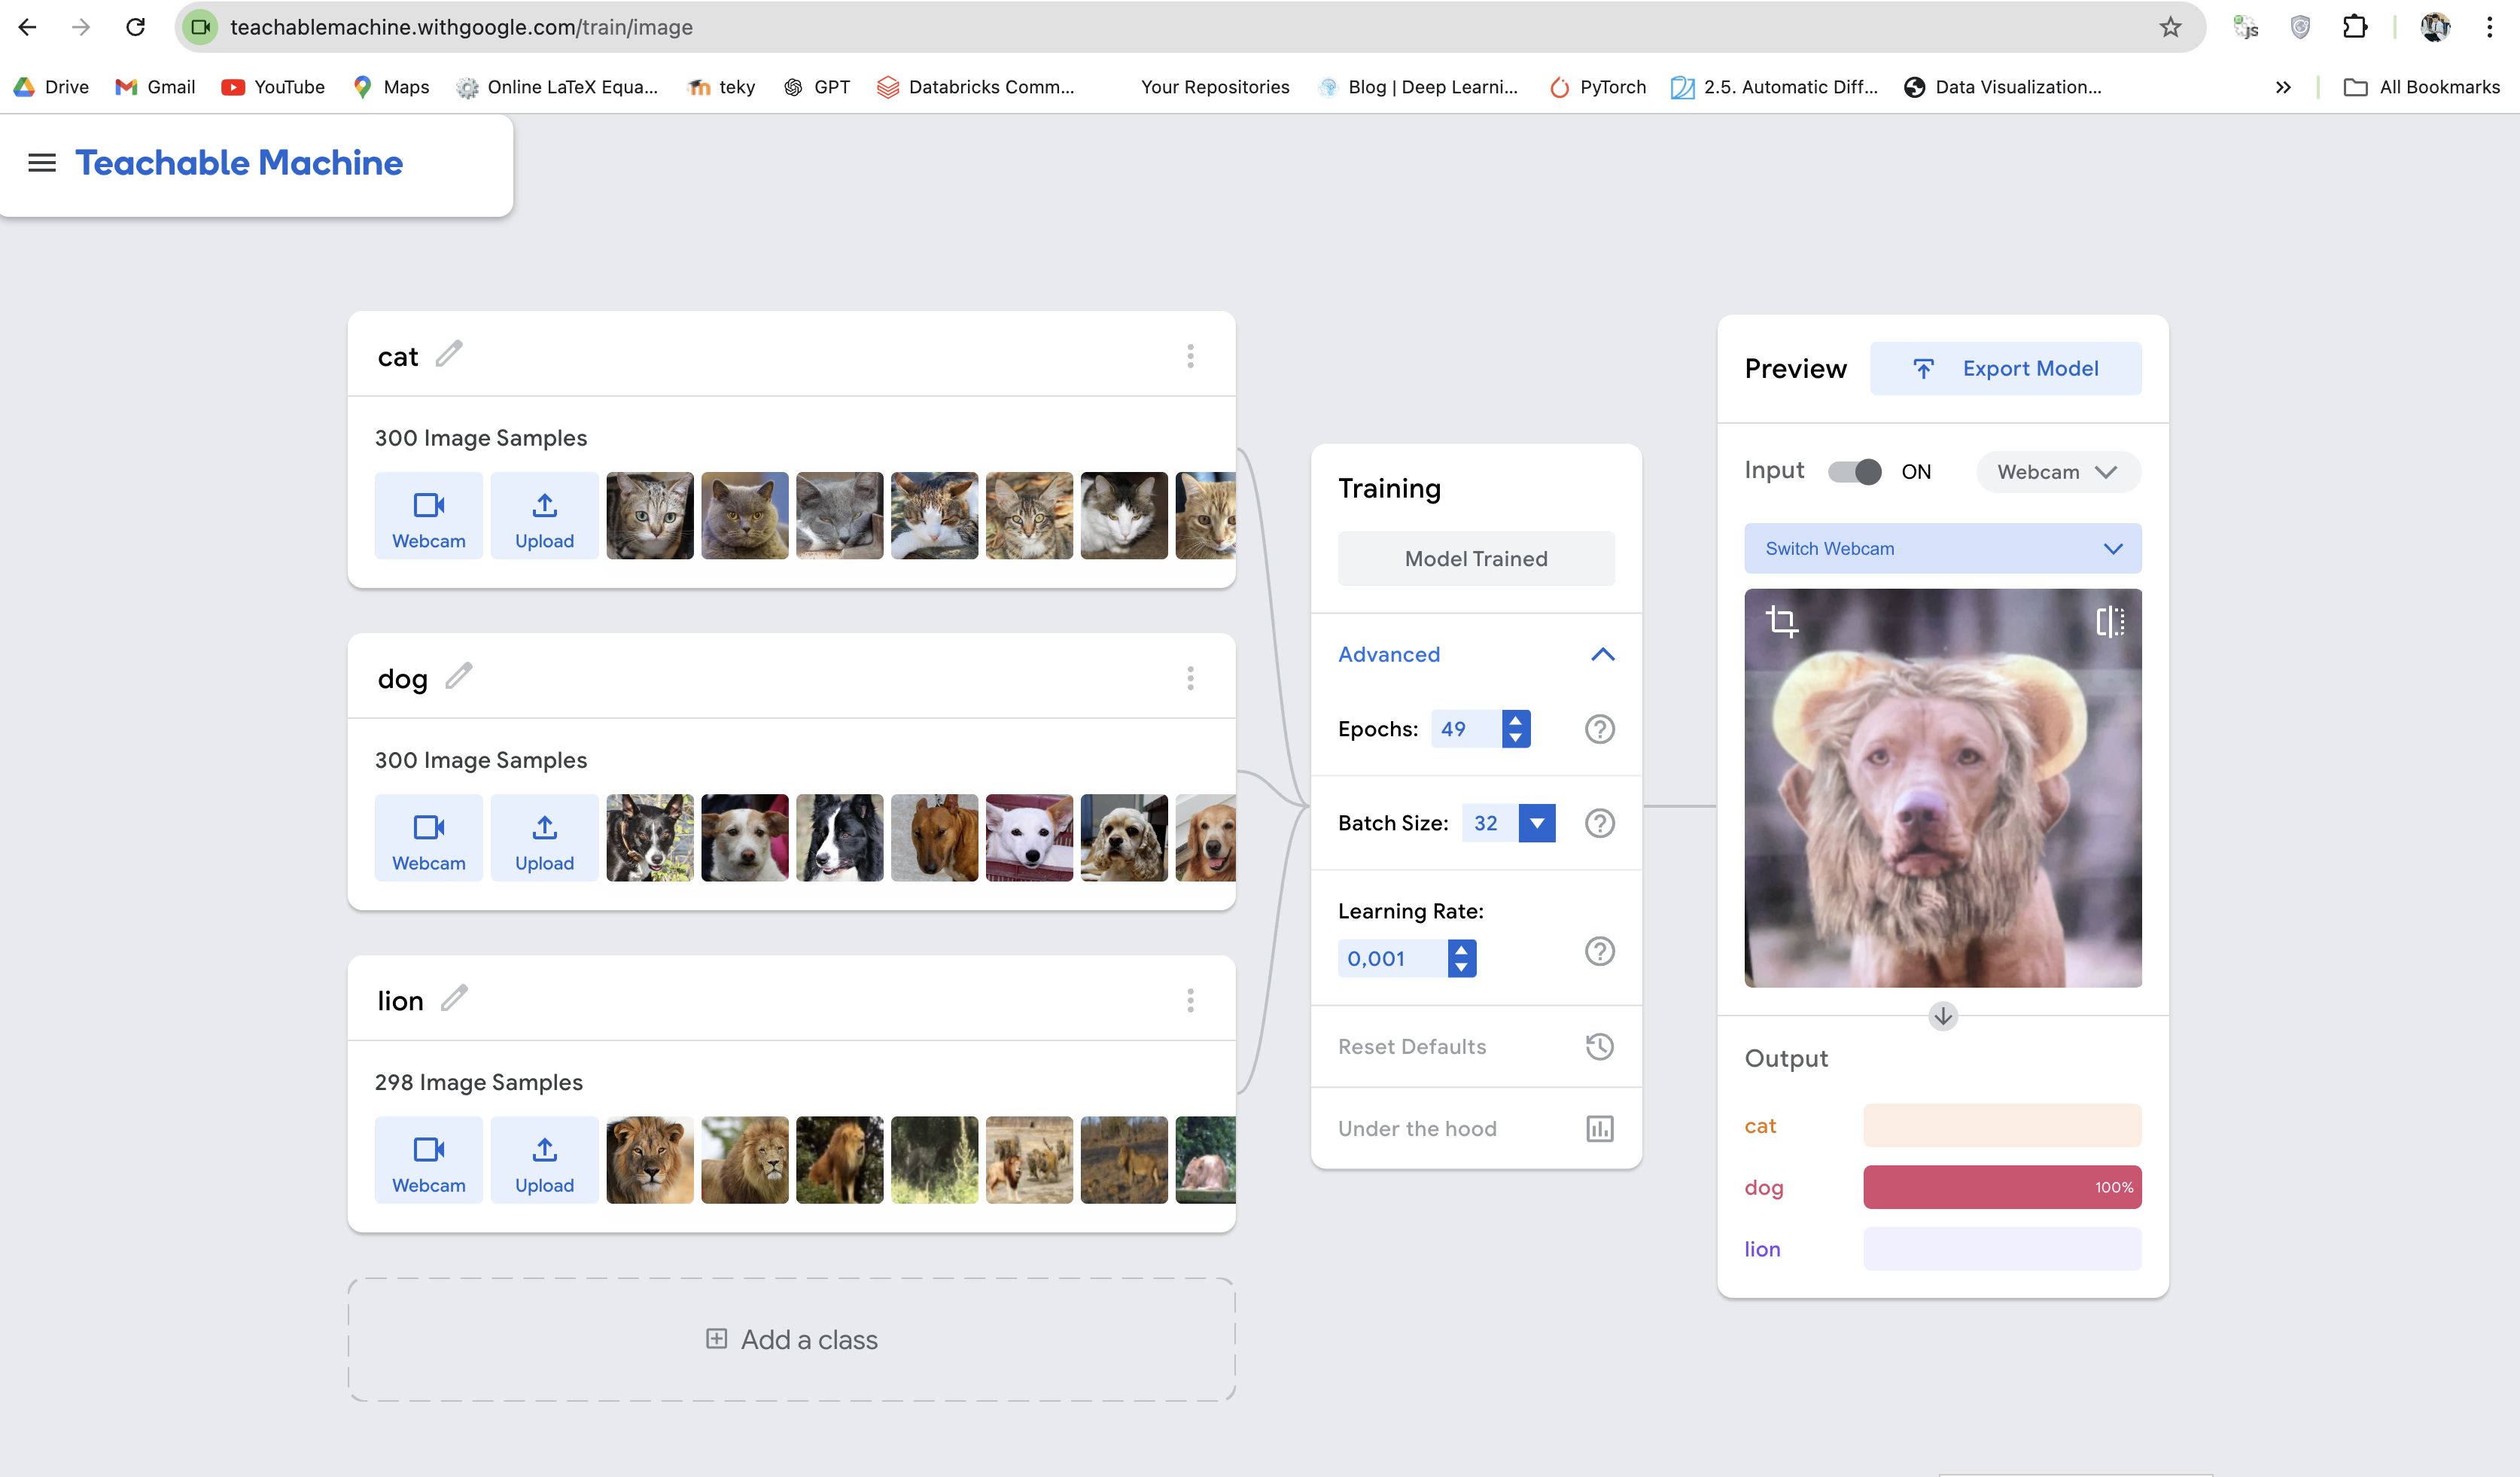 teachablemachine.withgoogle.com/train/image
JS
Drive
Gmail
YouTube
Maps
Online LaTeX Equa...
teky
GPT
Databricks Comm...
Your Repositories
Blog | Deep Learni...
PyTorch
2.5. Automatic Diff...
Data Visualization...
All Bookmarks
Teachable Machine
cat
300 Image Samples
Webcam
Upload
dog
300 Image Samples
Webcam
Upload
lion
298 Image Samples
Webcam
Upload
Add a class
Training
Model Trained
Advanced
Epochs: 49
Batch Size: 32
Learning Rate:
0,001
Reset Defaults
Under the hood
Preview
Export Model
Input ON Webcam
Switch Webcam
Output
cat
dog 100%
lion